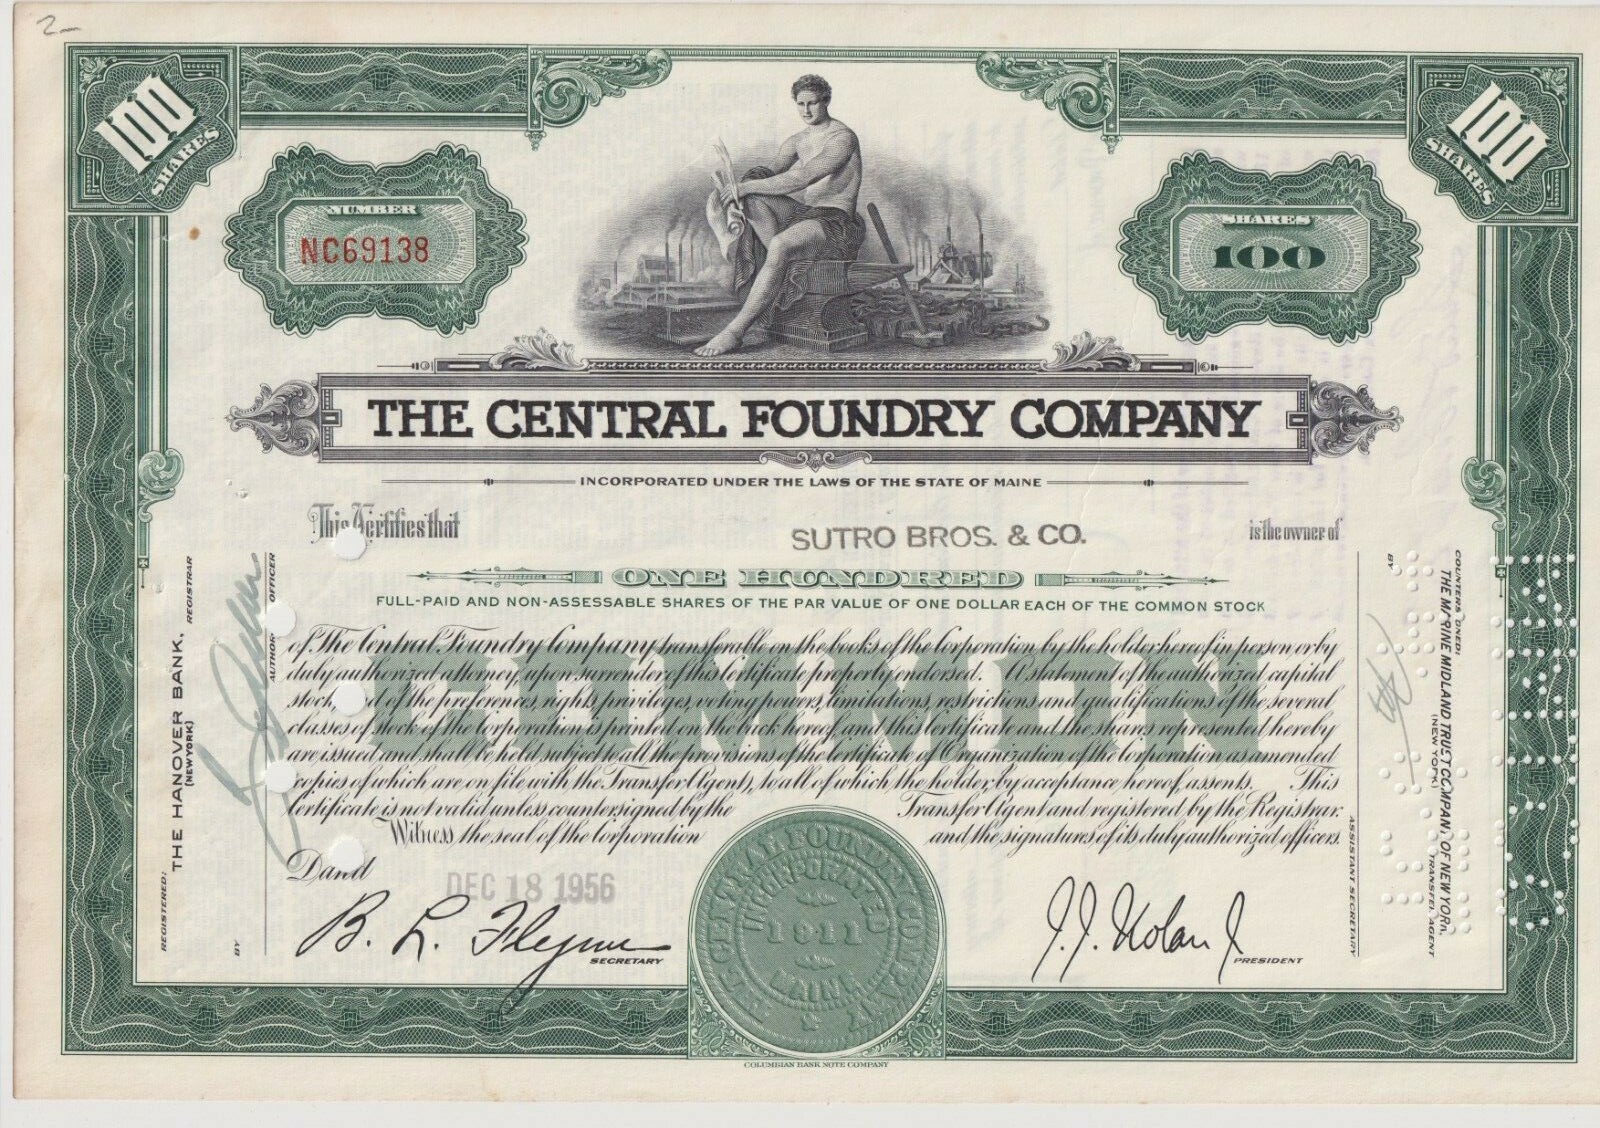 2-
100 SHARES
100 SHARES
NUMBER
NC69138
SHARES
100
THE CENTRAL FOUNDRY COMPANY
INCORPORATED UNDER THE LAWS OF THE STATE OF MAINE
This Certifies that SUTRO BROS. & CO. is the owner of
ONE HUNDRED
FULL-PAID AND NON-ASSESSABLE SHARES OF THE PAR VALUE OF ONE DOLLAR EACH OF THE COMMON STOCK
COMMON
of The Central Foundry Company transferable on the books of the Corporation by the holder hereof in person or by
duly authorized attorney, upon surrender of this Certificate properly endorsed. A statement of the authorized capital
stock, and of the preferences, rights, privileges, voting powers, limitations, restrictions and qualifications of the several
classes of stock of the Corporation is printed on the back hereof, and this Certificate and the shares represented hereby
are issued and shall be held subject to all the provisions of the Certificate of Organization of the Corporation as amended
copies of which are on file with the Transfer Agent, to all of which the holder, by acceptance hereof, assents. This
Certificate is not valid unless countersigned by the Transfer Agent and registered by the Registrar.
Witness the seal of the Corporation and the signatures of its duly authorized officers.
Dated
DEC 18 1956
B. L. Flynn
SECRETARY
J. J. Nolan Jr
PRESIDENT
THE CENTRAL FOUNDRY COMPANY &
INCORPORATED
1911
MAINE
REGISTERED:
THE HANOVER BANK,
(NEW YORK)
REGISTRAR
BY
AUTHORIZED OFFICER
COUNTERSIGNED:
THE MARINE MIDLAND TRUST COMPANY OF NEW YORK,
(NEW YORK)
TRANSFER AGENT
BY
ASSISTANT SECRETARY
COLUMBIAN BANK NOTE COMPANY